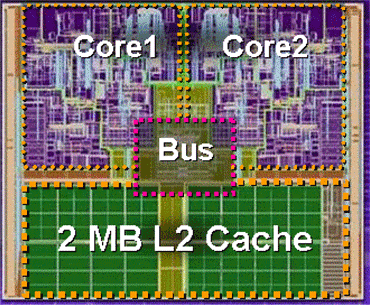 Core1 Core2
Bus
2 MB L2 Cache